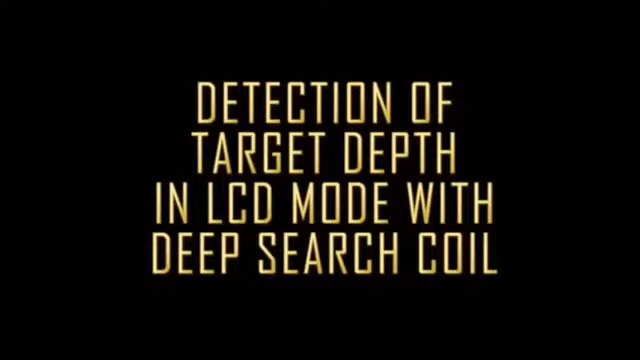 DETECTION OF
TARGET DEPTH
IN LCD MODE WITH
DEEP SEARCH COIL